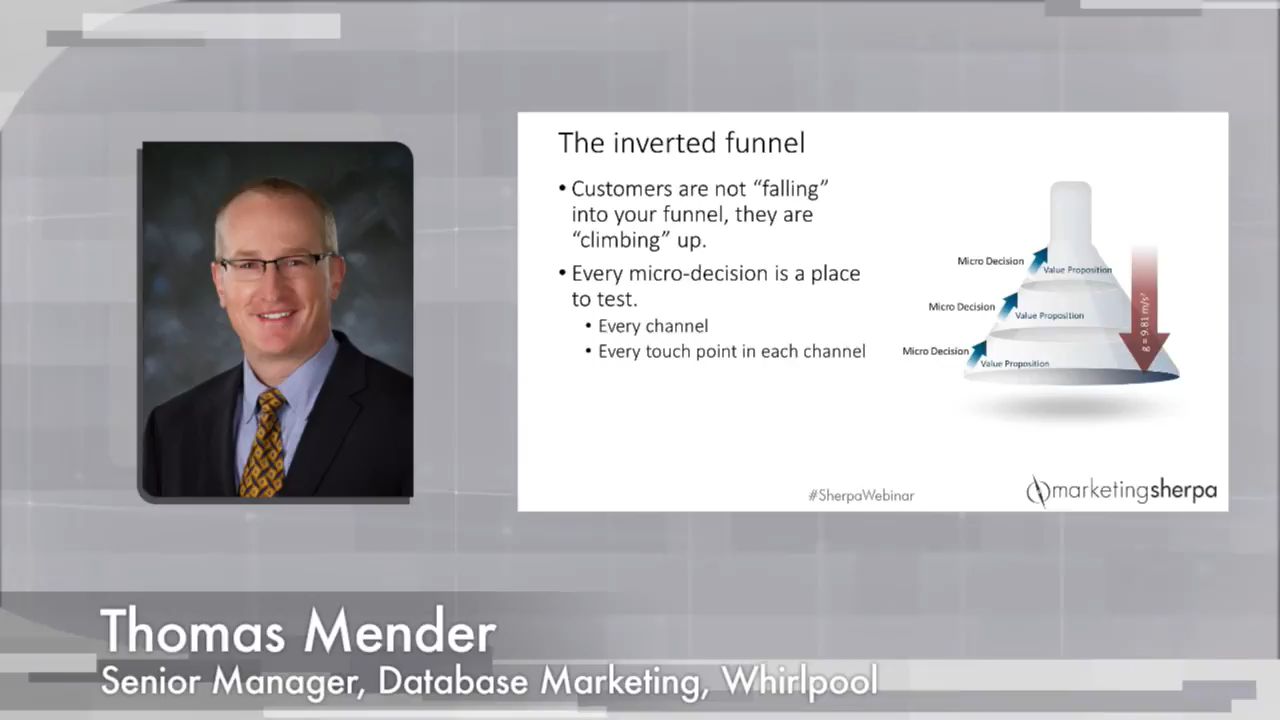 The inverted funnel
• Customers are not “falling”
into your funnel, they are
“climbing” up.
• Every micro-decision is a place
to test.
• Every channel
• Every touch point in each channel
Micro Decision
Value Proposition
Micro Decision
Value Proposition
Micro Decision
Value Proposition
g = 9.81 m/s²
#SherpaWebinar
marketingsherpa
Thomas Mender
Senior Manager, Database Marketing, Whirlpool